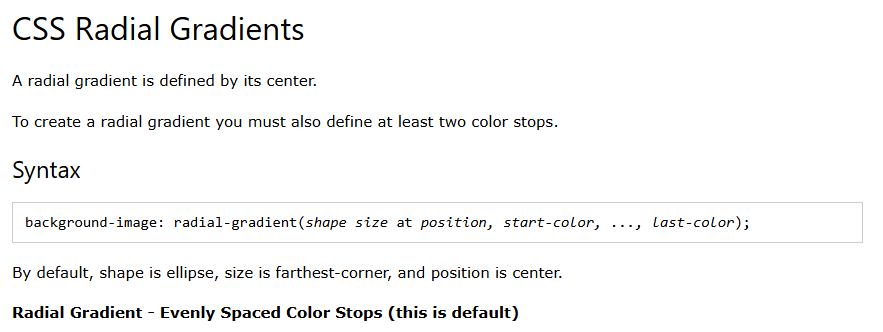 CSS Radial Gradients
A radial gradient is defined by its center.
To create a radial gradient you must also define at least two color stops.
Syntax
background-image: radial-gradient(shape size at position, start-color, ..., last-color);
By default, shape is ellipse, size is farthest-corner, and position is center.
Radial Gradient - Evenly Spaced Color Stops (this is default)